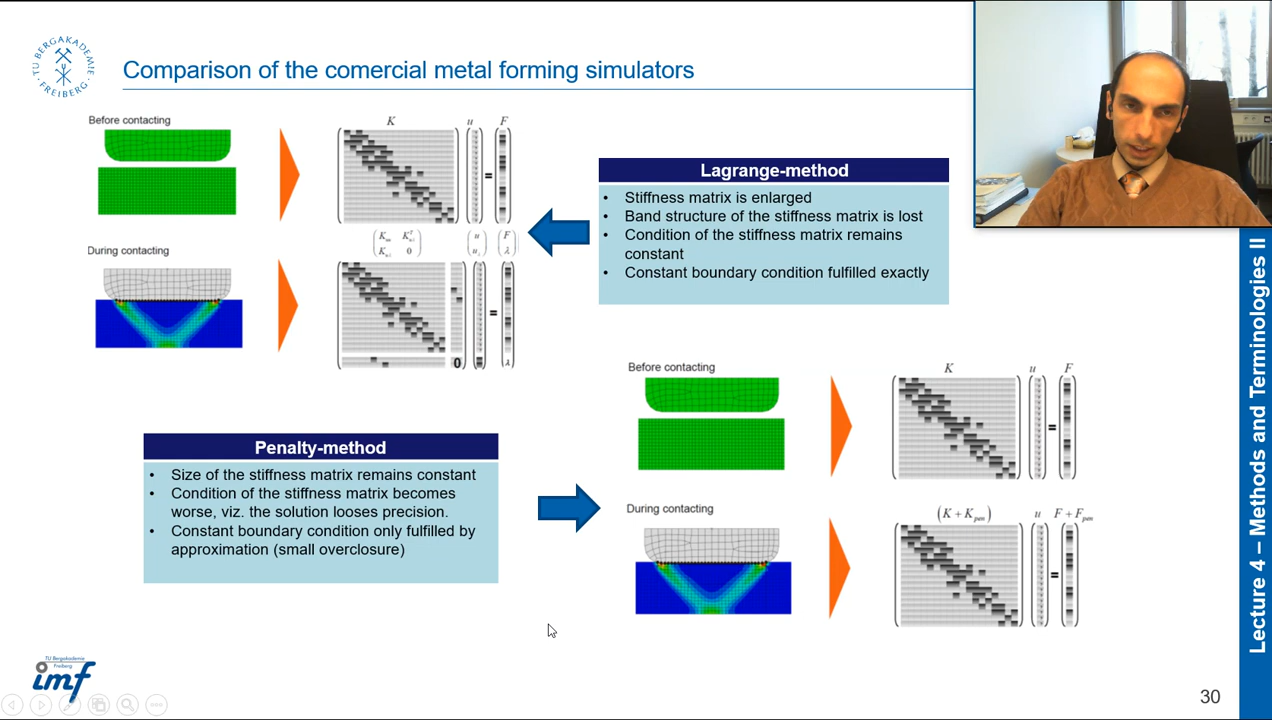 TU BERGAKADEMIE
FREIBERG
Comparison of the comercial metal forming simulators
Before contacting
K
u
F
=
During contacting
0
=
λ
Lagrange-method
• Stiffness matrix is enlarged
• Band structure of the stiffness matrix is lost
• Condition of the stiffness matrix remains
constant
• Constant boundary condition fulfilled exactly
Penalty-method
• Size of the stiffness matrix remains constant
• Condition of the stiffness matrix becomes
worse, viz. the solution looses precision.
• Constant boundary condition only fulfilled by
approximation (small overclosure)
Before contacting
K
u
F
=
During contacting
(K + Kpen)
u
F + Fpen
=
Lecture 4 – Methods and Terminologies II
TU Bergakademie
Freiberg
imf
30